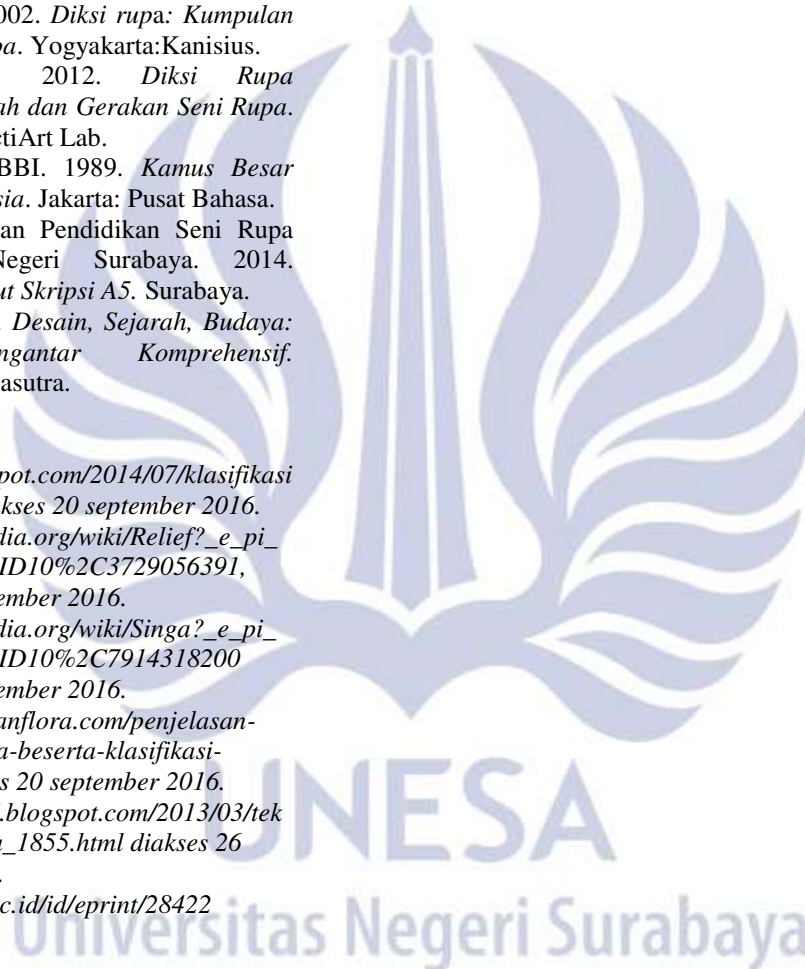 002. Diksi rupa: Kumpulan
pa. Yogyakarta:Kanisius.
2012. Diksi Rupa
ah dan Gerakan Seni Rupa.
ctiArt Lab.
BBI. 1989. Kamus Besar
sia. Jakarta: Pusat Bahasa.
an Pendidikan Seni Rupa
Negeri Surabaya. 2014.
ut Skripsi A5. Surabaya.
. Desain, Sejarah, Budaya:
ngantar Komprehensif.
asutra.
pot.com/2014/07/klasifikasi
kses 20 september 2016.
dia.org/wiki/Relief?_e_pi_
ID10%2C3729056391,
ember 2016.
dia.org/wiki/Singa?_e_pi_
ID10%2C7914318200
ember 2016.
anflora.com/penjelasan-
a-beserta-klasifikasi-
s 20 september 2016.
l.blogspot.com/2013/03/tek
a_1855.html diakses 26
.
c.id/id/eprint/28422
UNESA
Universitas Negeri Surabaya